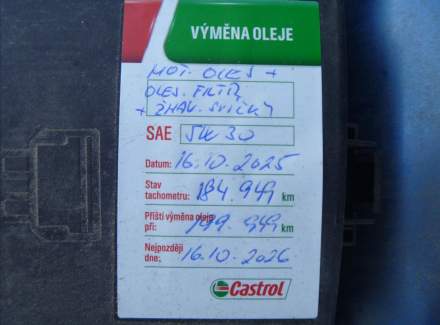 VÝMĚNA OLEJE
MOT. OLEJ +
OLEJ. FILTR
+ ŽHAV. SVÍČKY
SAE 5W30
Datum: 16.10.2025
Stav
tachometru: 184.949 km
Příští výměna oleje
při: 199.949 km
Nejpozději
dne: 16.10.2026
Castrol